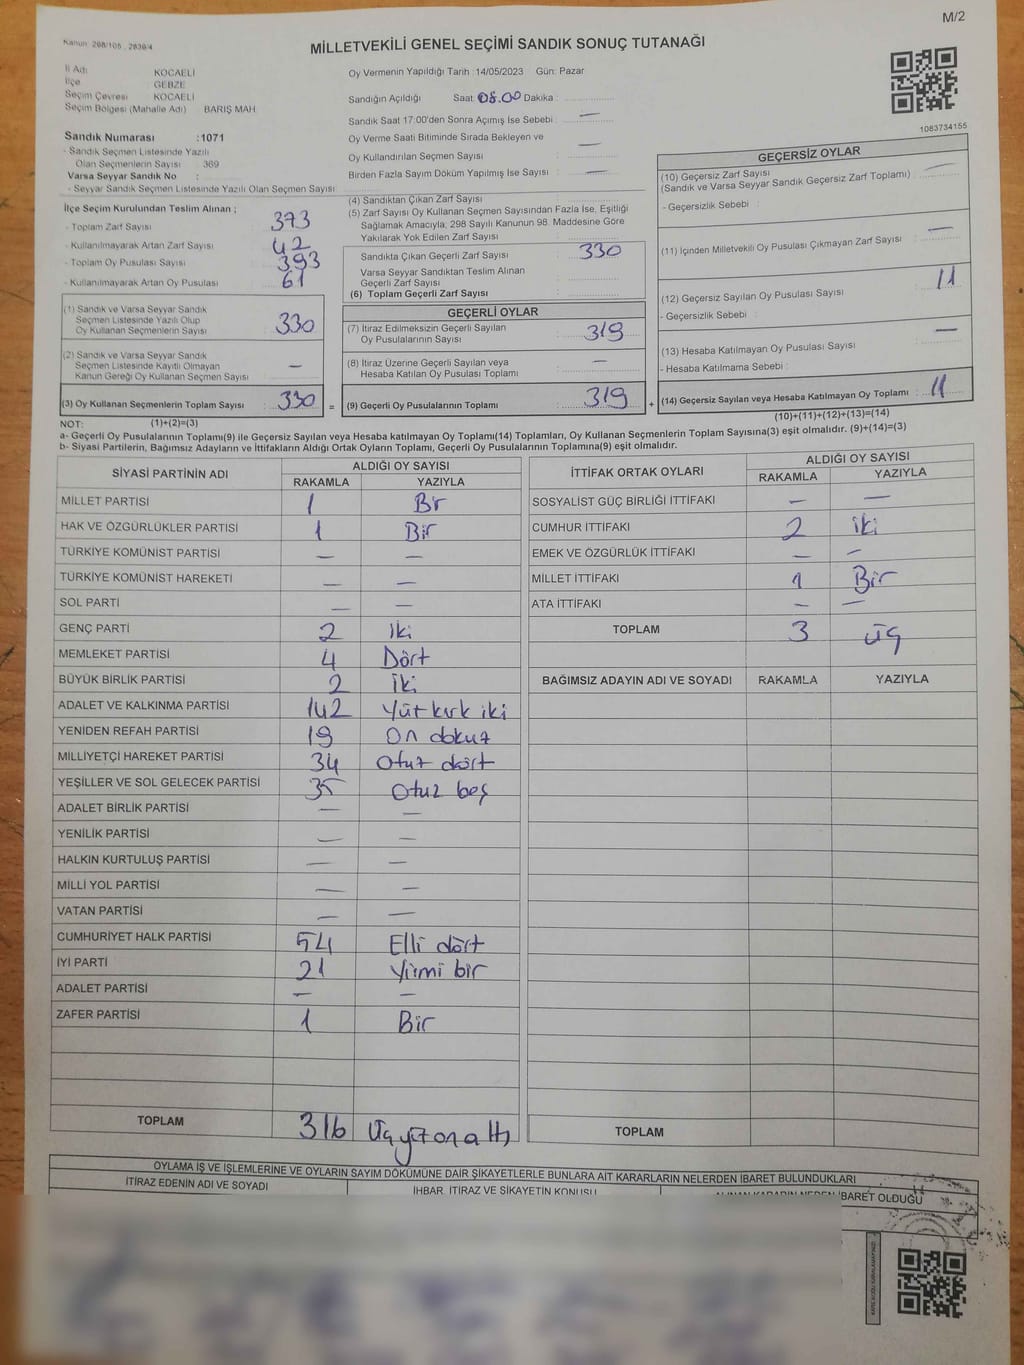 M/2
Kanun: 298/105 , 2839/4
MİLLETVEKİLİ GENEL SEÇİMİ SANDIK SONUÇ TUTANAĞI
İl Adı KOCAELİ
İlçe GEBZE
Seçim Çevresi KOCAELİ
Seçim Bölgesi (Mahalle Adı) BARIŞ MAH
Sandık Numarası :1071
- Sandık Seçmen Listesinde Yazılı
Olan Seçmenlerin Sayısı : 369
Varsa Seyyar Sandık No :
- Seyyar Sandık Seçmen Listesinde Yazılı Olan Seçmen Sayısı :
İlçe Seçim Kurulundan Teslim Alınan ;
- Toplam Zarf Sayısı : 373
- Kullanılmayarak Artan Zarf Sayısı : 42
- Toplam Oy Pusulası Sayısı : 393
- Kullanılmayarak Artan Oy Pusulası : 61
(1) Sandık ve Varsa Seyyar Sandık
Seçmen Listesinde Yazılı Olup
Oy Kullanan Seçmenlerin Sayısı : 330
(2) Sandık ve Varsa Seyyar Sandık
Seçmen Listesinde Kayıtlı Olmayan
Kanun Gereği Oy Kullanan Seçmen Sayısı : —
(3) Oy Kullanan Seçmenlerin Toplam Sayısı : 330 =
Oy Vermenin Yapıldığı Tarih : 14/05/2023 Gün: Pazar
Sandığın Açıldığı Saat: 08.00 Dakika :
Sandık Saat 17:00'den Sonra Açımış İse Sebebi : —
Oy Verme Saati Bitiminde Sırada Bekleyen ve
Oy Kullandırılan Seçmen Sayısı : —
Birden Fazla Sayım Döküm Yapılmış İse Sayısı : —
(4) Sandıktan Çıkan Zarf Sayısı :
(5) Zarf Sayısı Oy Kullanan Seçmen Sayısından Fazla İse, Eşitliği
Sağlamak Amacıyla; 298 Sayılı Kanunun 98. Maddesine Göre
Yakılarak Yok Edilen Zarf Sayısı :
Sandıkta Çıkan Geçerli Zarf Sayısı : 330
Varsa Seyyar Sandıktan Teslim Alınan
Geçerli Zarf Sayısı :
(6) Toplam Geçerli Zarf Sayısı :
GEÇERLİ OYLAR
(7) İtiraz Edilmeksizin Geçerli Sayılan
Oy Pusulalarının Sayısı : 319
(8) İtiraz Üzerine Geçerli Sayılan veya
Hesaba Katılan Oy Pusulası Toplamı : —
(9) Geçerli Oy Pusulalarının Toplamı : 319 +
1083734155
GEÇERSİZ OYLAR
(10) Geçersiz Zarf Sayısı
(Sandık ve Varsa Seyyar Sandık Geçersiz Zarf Toplamı) : —
- Geçersizlik Sebebi :
(11) İçinden Milletvekili Oy Pusulası Çıkmayan Zarf Sayısı : —
(12) Geçersiz Sayılan Oy Pusulası Sayısı : 11
- Geçersizlik Sebebi :
(13) Hesaba Katılmayan Oy Pusulası Sayısı : —
- Hesaba Katılmama Sebebi :
(14) Geçersiz Sayılan veya Hesaba Katılmayan Oy Toplamı : 11
NOT: (1)+(2)=(3) (10)+(11)+(12)+(13)=(14)
a- Geçerli Oy Pusulalarının Toplamı(9) ile Geçersiz Sayılan veya Hesaba katılmayan Oy Toplamı(14) Toplamları, Oy Kullanan Seçmenlerin Toplam Sayısına(3) eşit olmalıdır. (9)+(14)=(3)
b- Siyasi Partilerin, Bağımsız Adayların ve İttifakların Aldığı Ortak Oyların Toplamı, Geçerli Oy Pusulalarının Toplamına(9) eşit olmalıdır.
SİYASİ PARTİNİN ADI ALDIĞI OY SAYISI
RAKAMLA YAZIYLA
MİLLET PARTİSİ 1 Bir
HAK VE ÖZGÜRLÜKLER PARTİSİ 1 Bir
TÜRKİYE KOMÜNİST PARTİSİ — —
TÜRKİYE KOMÜNİST HAREKETİ — —
SOL PARTİ — —
GENÇ PARTİ 2 iki
MEMLEKET PARTİSİ 4 Dört
BÜYÜK BİRLİK PARTİSİ 2 İki
ADALET VE KALKINMA PARTİSİ 142 Yüz kırk iki
YENİDEN REFAH PARTİSİ 19 On dokuz
MİLLİYETÇİ HAREKET PARTİSİ 34 Otuz dört
YEŞİLLER VE SOL GELECEK PARTİSİ 35 Otuz beş
ADALET BİRLİK PARTİSİ — —
YENİLİK PARTİSİ — —
HALKIN KURTULUŞ PARTİSİ — —
MİLLİ YOL PARTİSİ — —
VATAN PARTİSİ — —
CUMHURİYET HALK PARTİSİ 54 Elli dört
İYİ PARTİ 21 Yirmi bir
ADALET PARTİSİ — —
ZAFER PARTİSİ 1 Bir
TOPLAM 316 Üçyüzonaltı
İTTİFAK ORTAK OYLARI ALDIĞI OY SAYISI
RAKAMLA YAZIYLA
SOSYALİST GÜÇ BİRLİĞİ İTTİFAKI — —
CUMHUR İTTİFAKI 2 iki
EMEK VE ÖZGÜRLÜK İTTİFAKI — —
MİLLET İTTİFAKI 1 Bir
ATA İTTİFAKI — —
TOPLAM 3 üç
BAĞIMSIZ ADAYIN ADI VE SOYADI RAKAMLA YAZIYLA
TOPLAM
OYLAMA İŞ VE İŞLEMLERİNE VE OYLARIN SAYIM DÖKÜMÜNE DAİR ŞİKAYETLERLE BUNLARA AİT KARARLARIN NELERDEN İBARET BULUNDUKLARI
İTİRAZ EDENİN ADI VE SOYADI İHBAR, İTİRAZ VE ŞİKAYETİN KONUSU ALINAN KARARIN NEDEN İBARET OLDUĞU